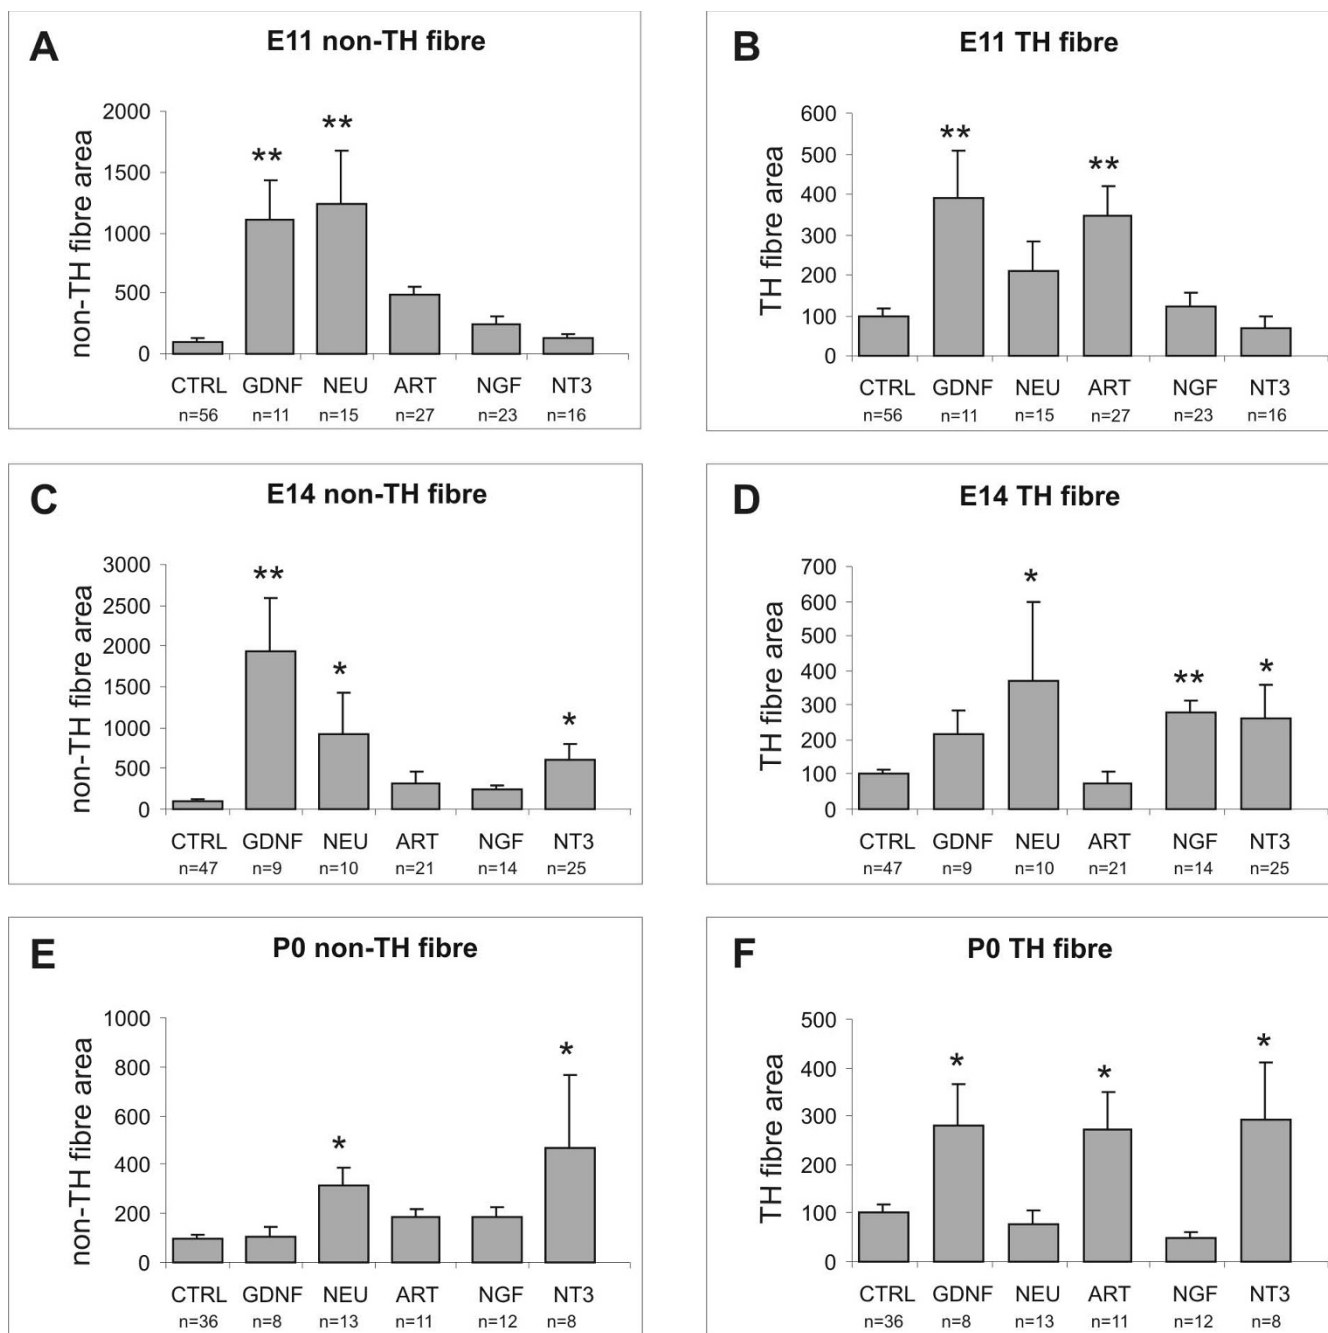 A
E11 non-TH fibre
non-TH fibre area
2000
1500
1000
500
0
** **
CTRL GDNF NEU ART NGF NT3
n=56 n=11 n=15 n=27 n=23 n=16
B
E11 TH fibre
TH fibre area
600
500
400
300
200
100
0
** **
CTRL GDNF NEU ART NGF NT3
n=56 n=11 n=15 n=27 n=23 n=16
C
E14 non-TH fibre
non-TH fibre area
3000
2500
2000
1500
1000
500
0
** * *
CTRL GDNF NEU ART NGF NT3
n=47 n=9 n=10 n=21 n=14 n=25
D
E14 TH fibre
TH fibre area
700
600
500
400
300
200
100
0
* ** *
CTRL GDNF NEU ART NGF NT3
n=47 n=9 n=10 n=21 n=14 n=25
E
P0 non-TH fibre
non-TH fibre area
1000
800
600
400
200
0
* *
CTRL GDNF NEU ART NGF NT3
n=36 n=8 n=13 n=11 n=12 n=8
F
P0 TH fibre
TH fibre area
500
400
300
200
100
0
* * *
CTRL GDNF NEU ART NGF NT3
n=36 n=8 n=13 n=11 n=12 n=8